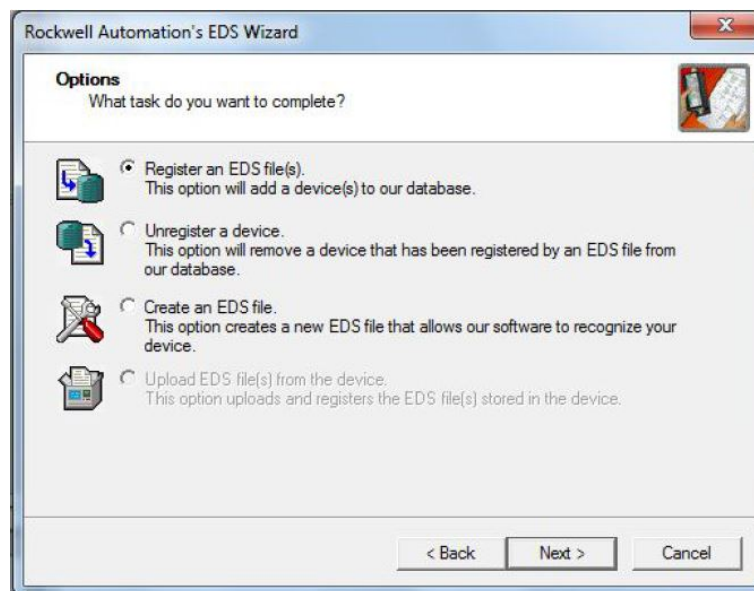 Rockwell Automation's EDS Wizard
Options
What task do you want to complete?
Register an EDS file(s).
This option will add a device(s) to our database.
Unregister a device.
This option will remove a device that has been registered by an EDS file from
our database.
Create an EDS file.
This option creates a new EDS file that allows our software to recognize your
device.
Upload EDS file(s) from the device.
This option uploads and registers the EDS file(s) stored in the device.
< Back
Next >
Cancel